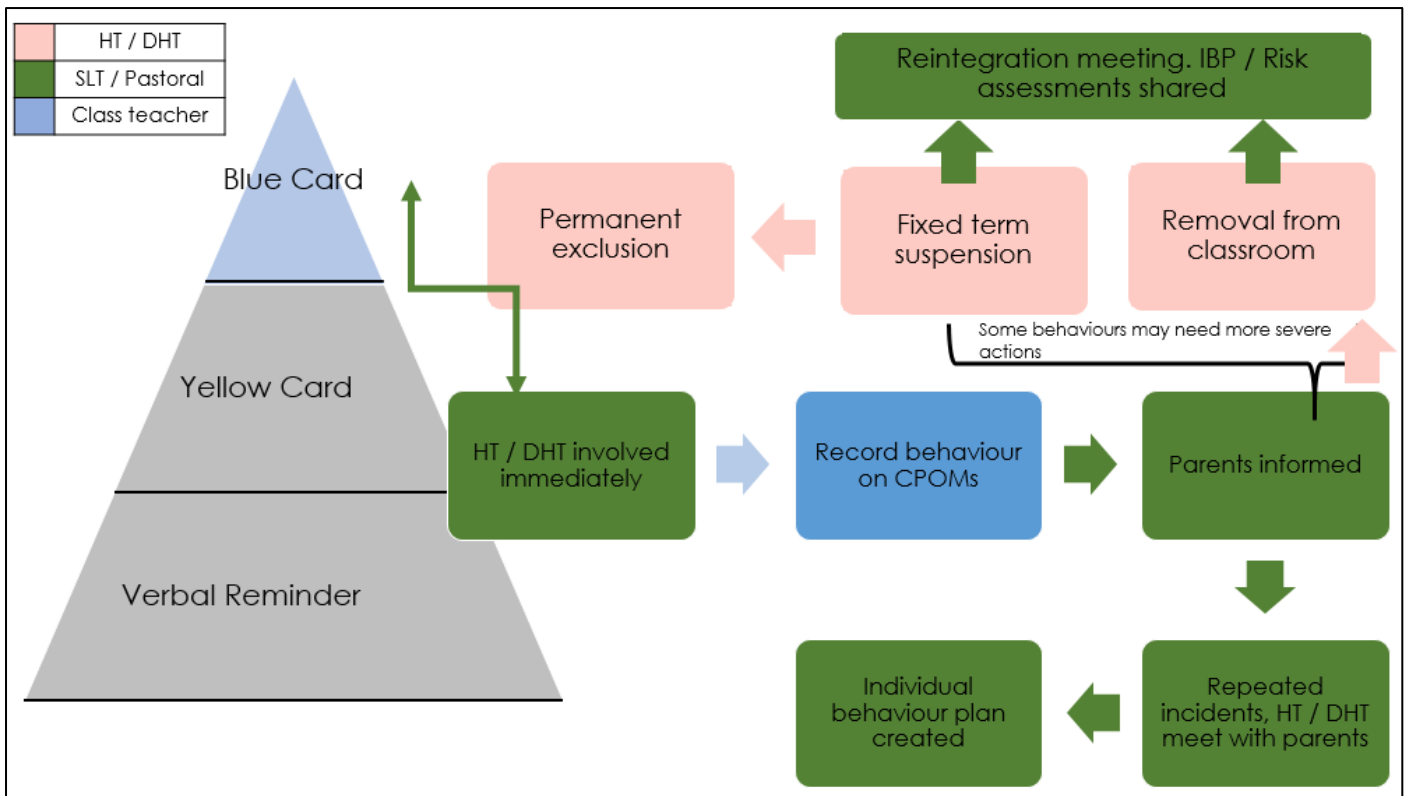 HT / DHT
SLT / Pastoral
Class teacher
Blue Card
Yellow Card
Verbal Reminder
Reintegration meeting. IBP / Risk
assessments shared
Permanent
exclusion
Fixed term
suspension
Removal from
classroom
Some behaviours may need more severe
actions
HT / DHT involved
immediately
Record behaviour
on CPOMs
Parents informed
Individual
behaviour plan
created
Repeated
incidents, HT / DHT
meet with parents